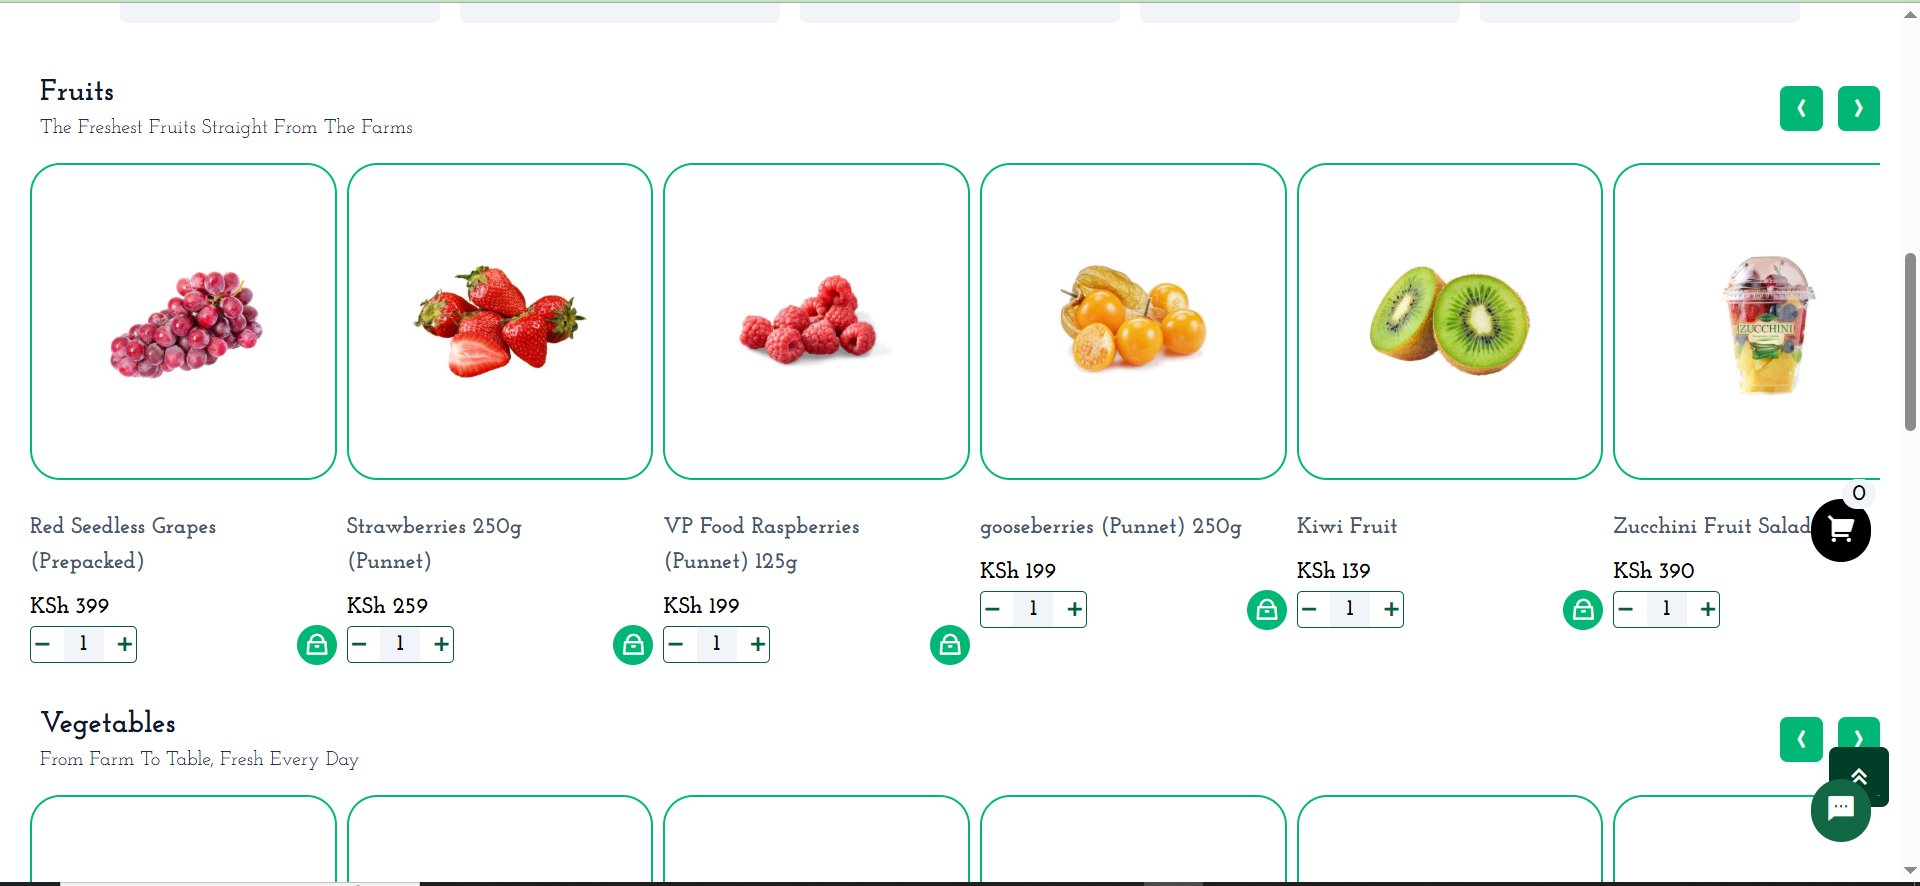 Fruits
The Freshest Fruits Straight From The Farms
ZUCCHINI
0
Red Seedless Grapes
(Prepacked)
KSh 399
1
Strawberries 250g
(Punnet)
KSh 259
1
VP Food Raspberries
(Punnet) 125g
KSh 199
1
gooseberries (Punnet) 250g
KSh 199
1
Kiwi Fruit
KSh 139
1
Zucchini Fruit Salad
KSh 390
1
Vegetables
From Farm To Table, Fresh Every Day